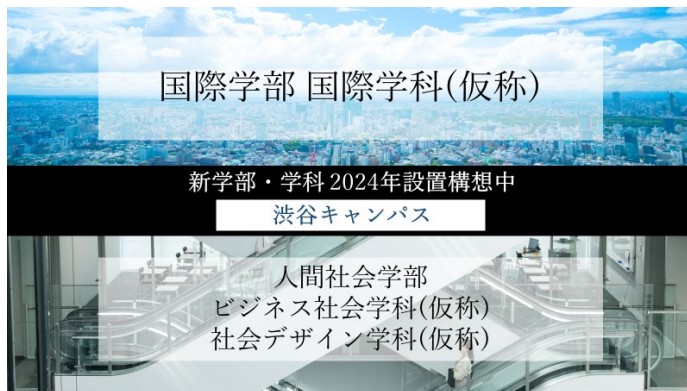 国際学部 国際学科(仮称)
新学部・学科 2024年設置構想中
渋谷キャンパス
人間社会学部
ビジネス社会学科(仮称)
社会デザイン学科(仮称)